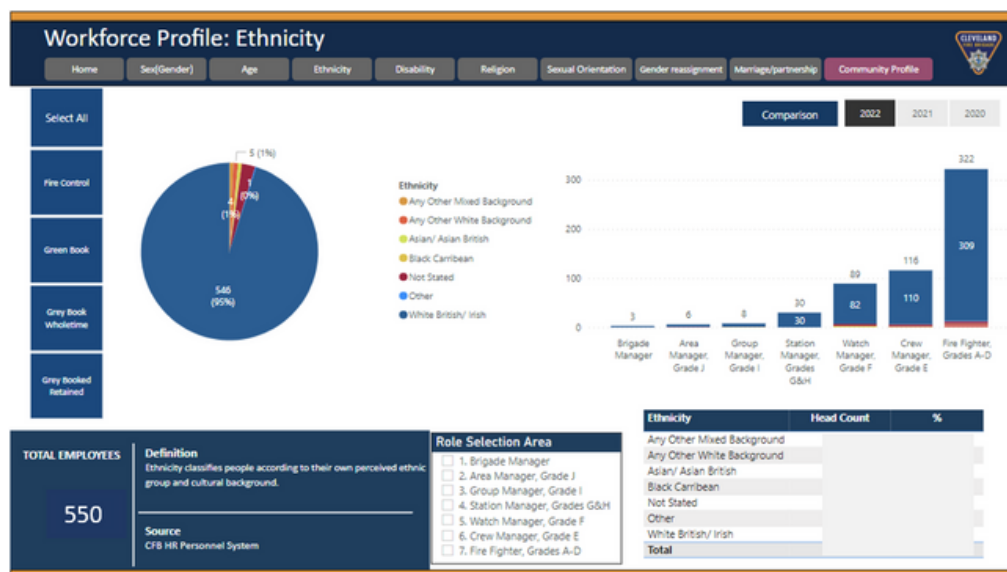 Workforce Profile: Ethnicity
CLEVELAND
FIRE BRIGADE
Home
Sex(Gender)
Age
Ethnicity
Disability
Religion
Sexual Orientation
Gender reassignment
Marriage/partnership
Community Profile
Select All
Fire Control
Green Book
Grey Book
Wholetime
Grey Booked
Retained
Comparison
2022
2021
2020
5 (1%)
4
(1%)
1
(0%)
546
(95%)
Ethnicity
Any Other Mixed Background
Any Other White Background
Asian/ Asian British
Black Carribean
Not Stated
Other
White British/ Irish
300
200
100
0
3
6
8
30
30
89
82
116
110
322
309
Brigade
Manager
Area
Manager,
Grade J
Group
Manager,
Grade I
Station
Manager,
Grades
G&H
Watch
Manager,
Grade F
Crew
Manager,
Grade E
Fire Fighter,
Grades A-D
TOTAL EMPLOYEES
550
Definition
Ethnicity classifies people according to their own perceived ethnic
group and cultural background.
Source
CFB HR Personnel System
Role Selection Area
1. Brigade Manager
2. Area Manager, Grade J
3. Group Manager, Grade I
4. Station Manager, Grades G&H
5. Watch Manager, Grade F
6. Crew Manager, Grade E
7. Fire Fighter, Grades A-D
Ethnicity Head Count %
Any Other Mixed Background
Any Other White Background
Asian/ Asian British
Black Carribean
Not Stated
Other
White British/ Irish
Total